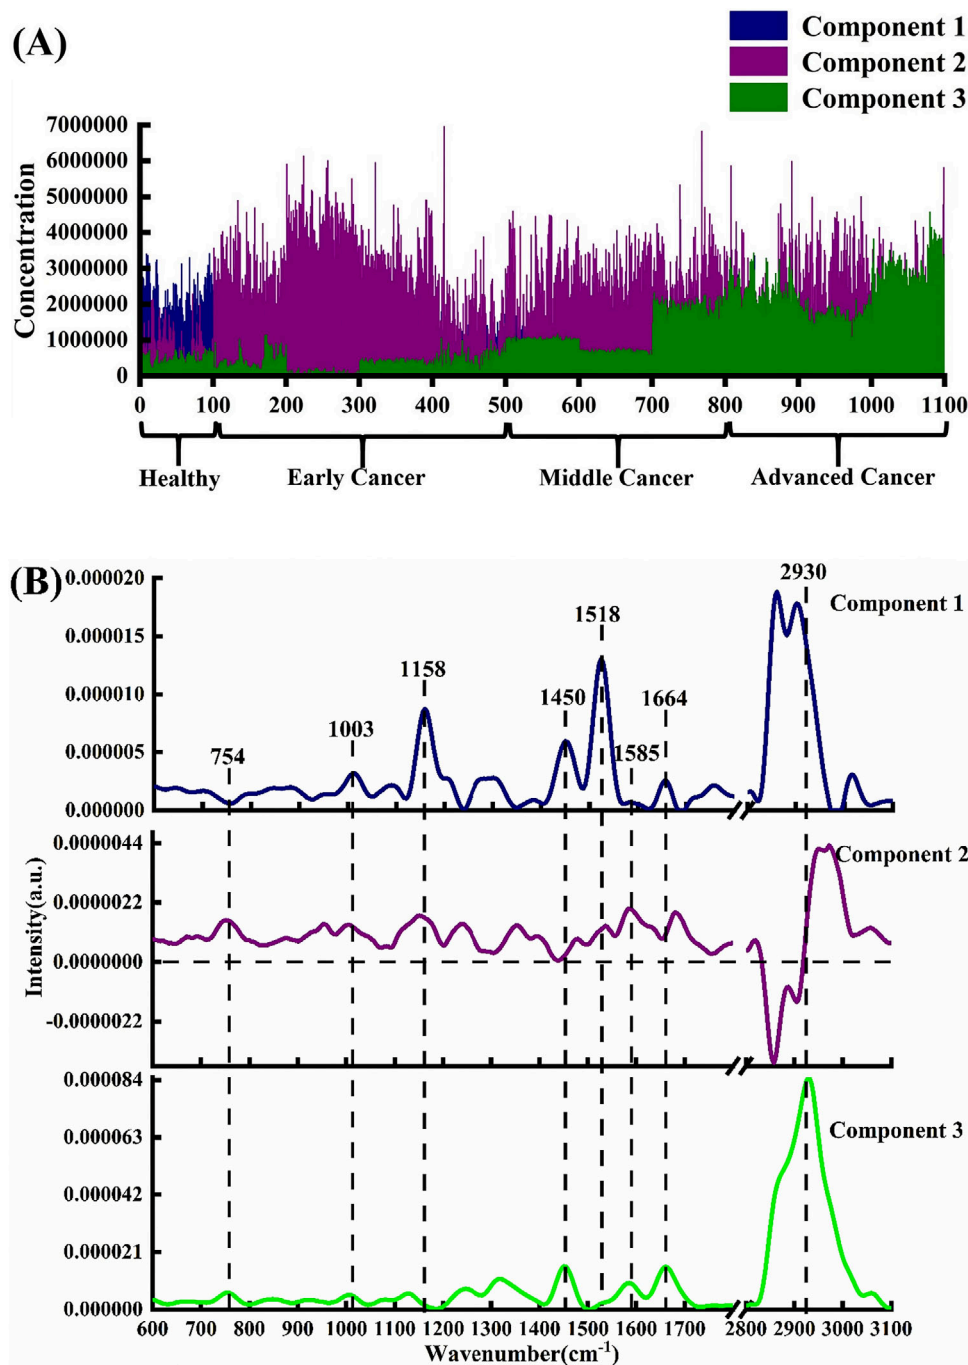 (A)
Component 1
Component 2
Component 3
Concentration
7000000
6000000
5000000
4000000
3000000
2000000
1000000
0
0 100 200 300 400 500 600 700 800 900 1000 1100
Healthy Early Cancer Middle Cancer Advanced Cancer
(B)
0.000020
0.000015
0.000010
0.000005
0.000000
754 1003 1158 1450 1518 1585 1664 2930
Component 1
Intensity(a.u.)
0.0000044
0.0000022
0.0000000
-0.0000022
Component 2
0.000084
0.000063
0.000042
0.000021
0.000000
Component 3
600 700 800 900 1000 1100 1200 1300 1400 1500 1600 1700 2800 2900 3000 3100
Wavenumber(cm-1)